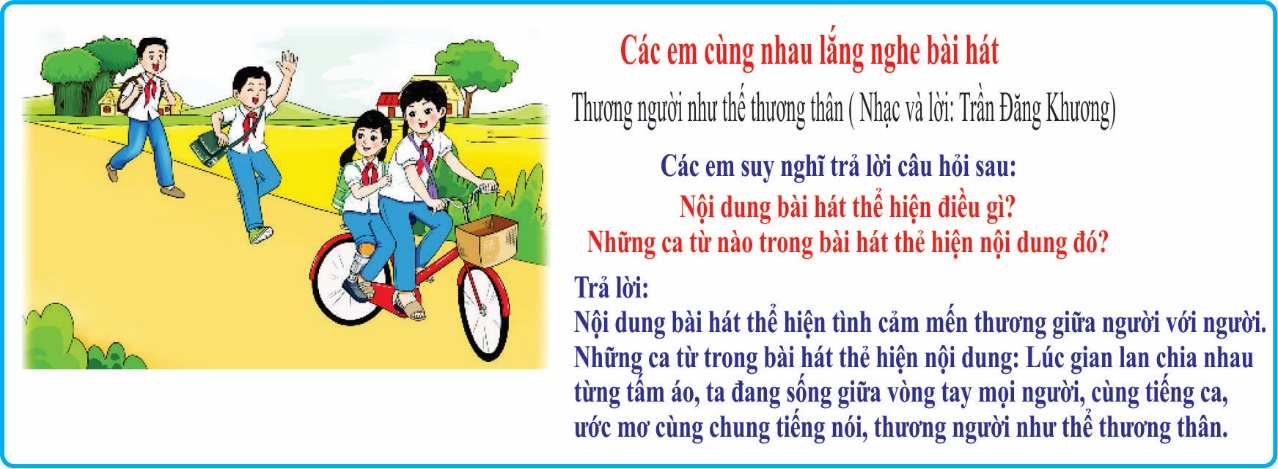 Các em cùng nhau lắng nghe bài hát
Thương người như thế thương thân ( Nhạc và lời: Trần Đăng Khương)
Các em suy nghĩ trả lời câu hỏi sau:
Nội dung bài hát thể hiện điều gì?
Những ca từ nào trong bài hát thẻ hiện nội dung đó?
Trả lời:
Nội dung bài hát thể hiện tình cảm mến thương giữa người với người.
Những ca từ trong bài hát thẻ hiện nội dung: Lúc gian lan chia nhau
từng tấm áo, ta đang sống giữa vòng tay mọi người, cùng tiếng ca,
ước mơ cùng chung tiếng nói, thương người như thể thương thân.